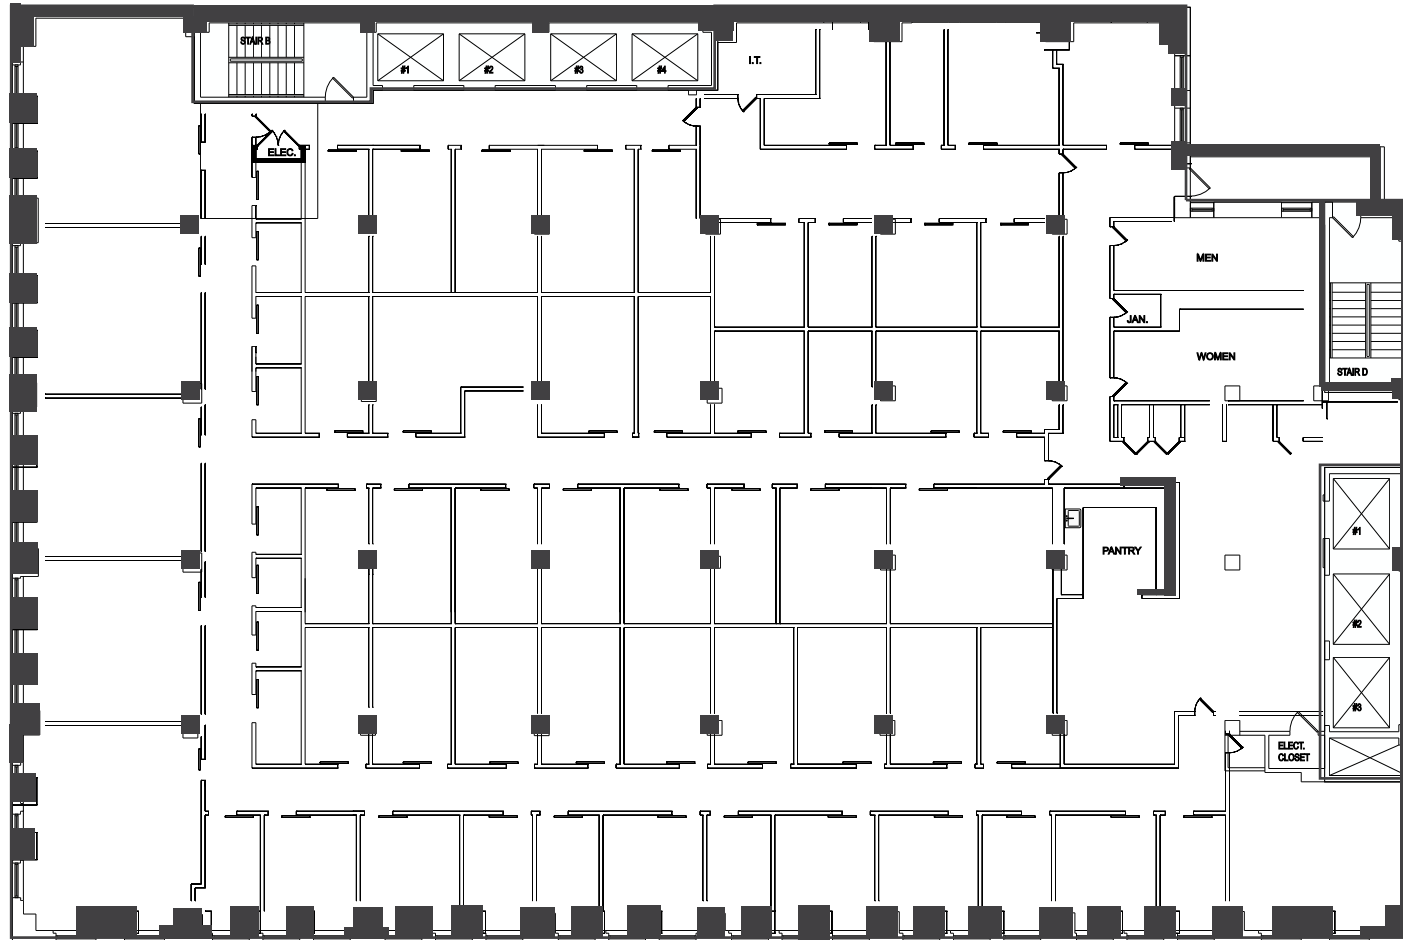 STAIR B
#1
#2
#3
#4
I.T.
ELEC.
MEN
JAN.
WOMEN
STAIR D
#1
PANTRY
#2
#3
ELECT.
CLOSET